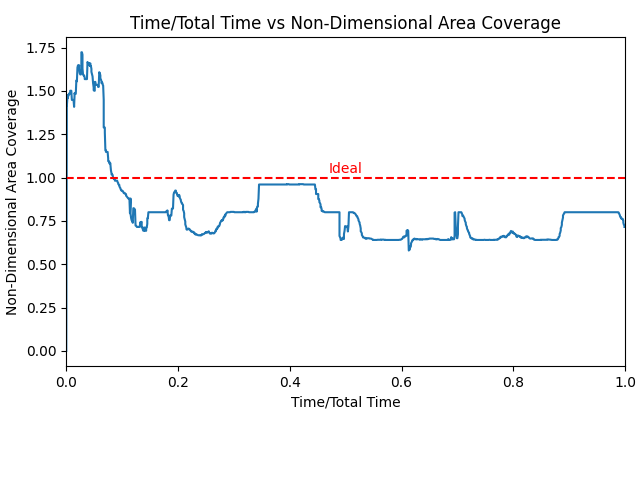 Time/Total Time vs Non-Dimensional Area Coverage
Non-Dimensional Area Coverage
1.75
1.50
1.25
1.00
0.75
0.50
0.25
0.00
Ideal
0.0 0.2 0.4 0.6 0.8 1.0
Time/Total Time